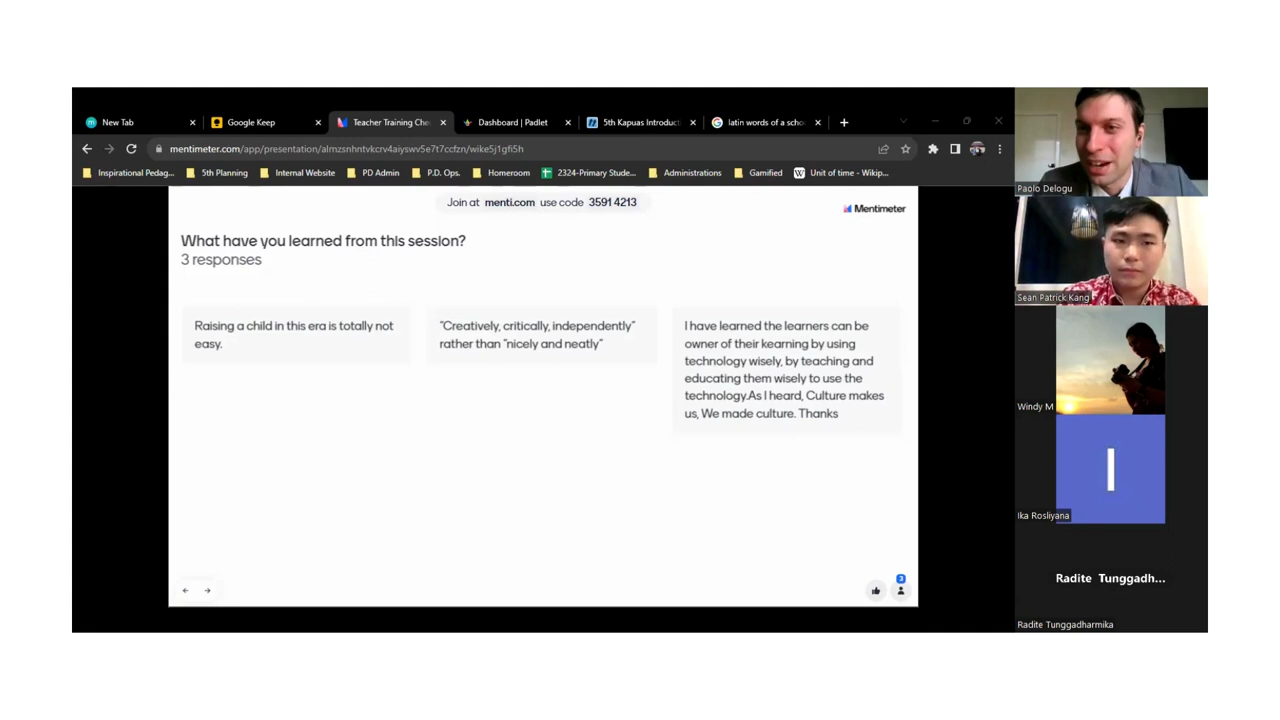 New Tab
Google Keep
Teacher Training Che
Dashboard | Padlet
5th Kapuas Introducti
latin words of a scho
mentimeter.com/app/presentation/almzsnhntvkcrv4aiyswv5e7t7ccfzn/wike5j1gfi5h
Inspirational Pedag...
5th Planning
Internal Website
PD Admin
P.D. Ops.
Homeroom
2324-Primary Stude...
Administrations
Gamified
Unit of time - Wikip...
Join at menti.com use code 3591 4213
Mentimeter
What have you learned from this session?
3 responses
Raising a child in this era is totally not
easy.
"Creatively, critically, independently"
rather than "nicely and neatly"
I have learned the learners can be
owner of their kearning by using
technology wisely, by teaching and
educating them wisely to use the
technology.As I heard, Culture makes
us, We made culture. Thanks
3
Paolo Delogu
Sean Patrick Kang
Windy M
I
Ika Rosliyana
Radite Tunggadh...
Radite Tunggadharmika